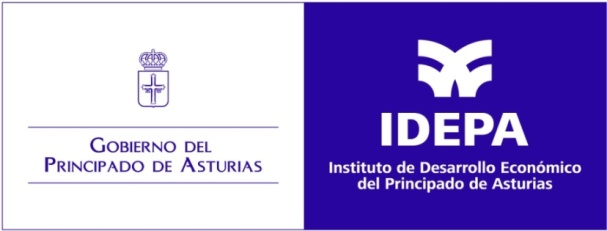 GOBIERNO DEL
PRINCIPADO DE ASTURIAS
IDEPA
Instituto de Desarrollo Económico
del Principado de Asturias